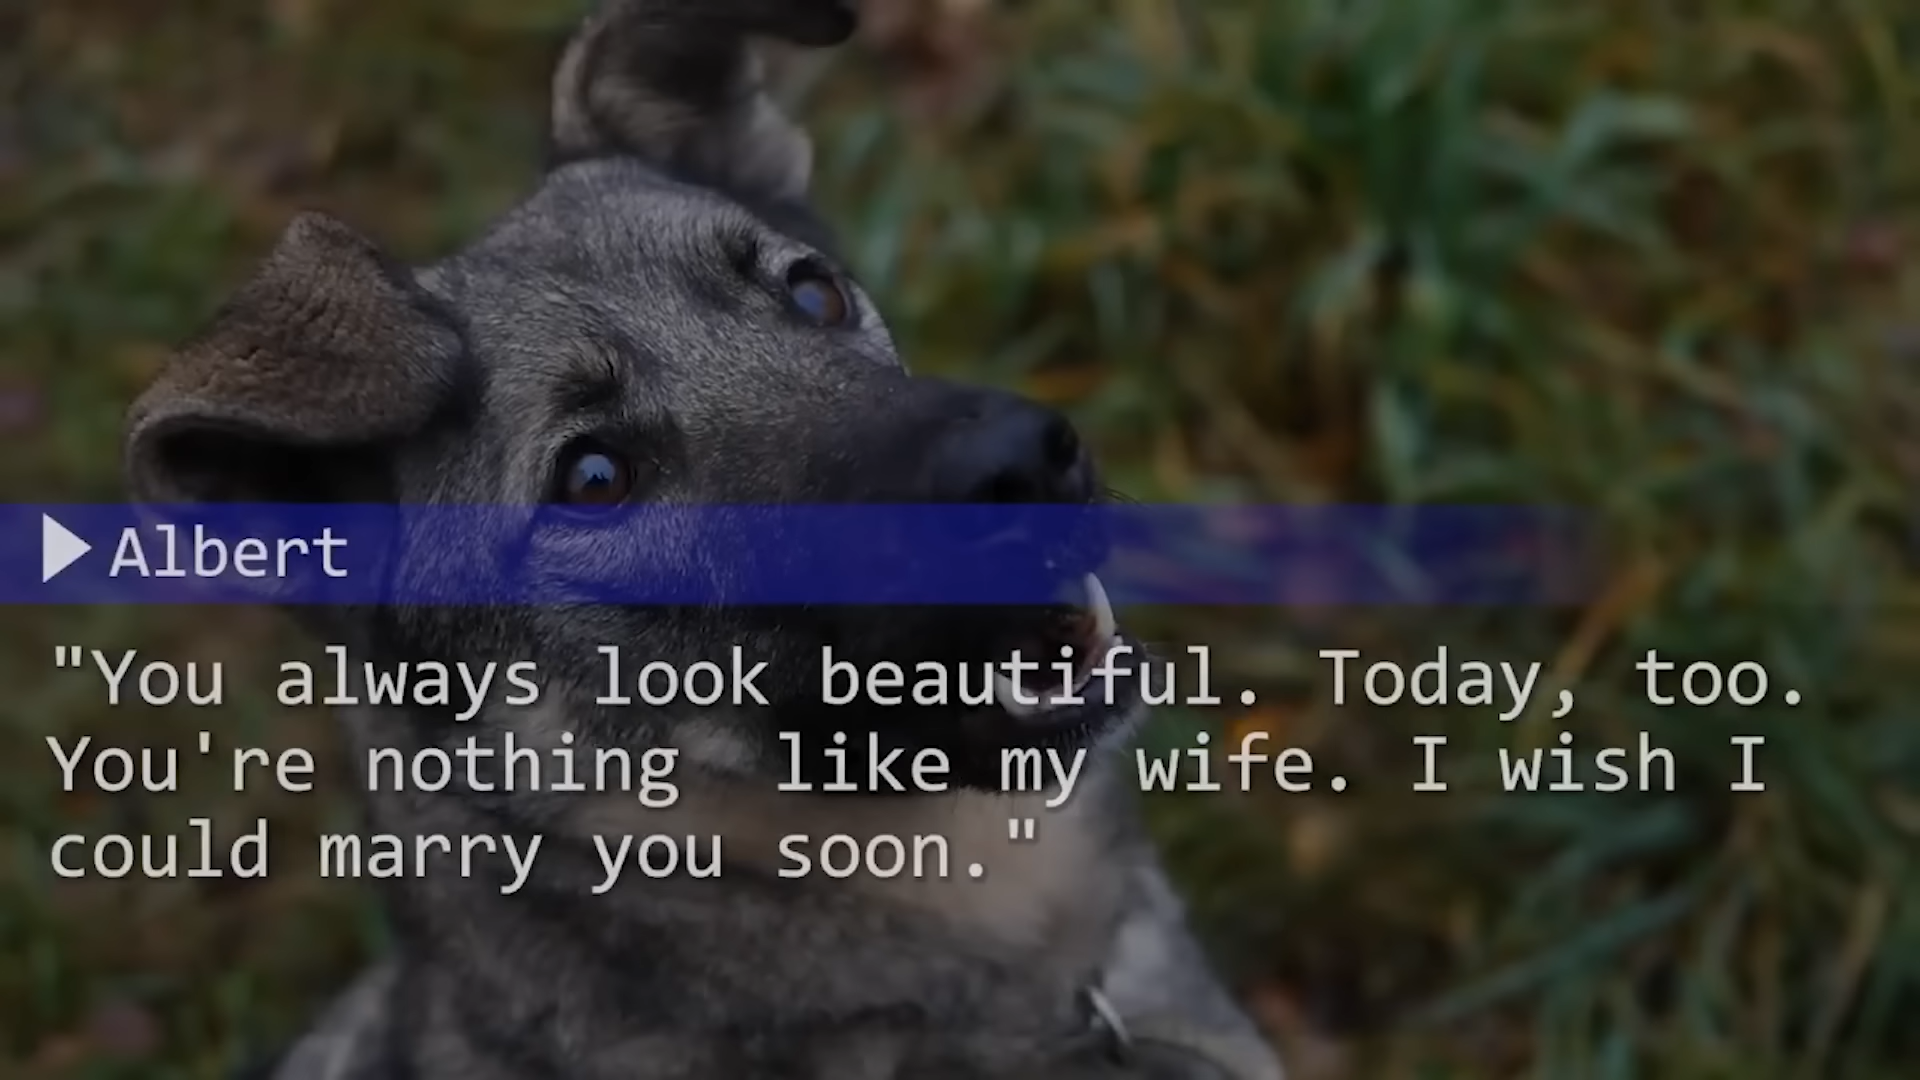 Albert
"You always look beautiful. Today, too.
You're nothing  like my wife. I wish I
could marry you soon."